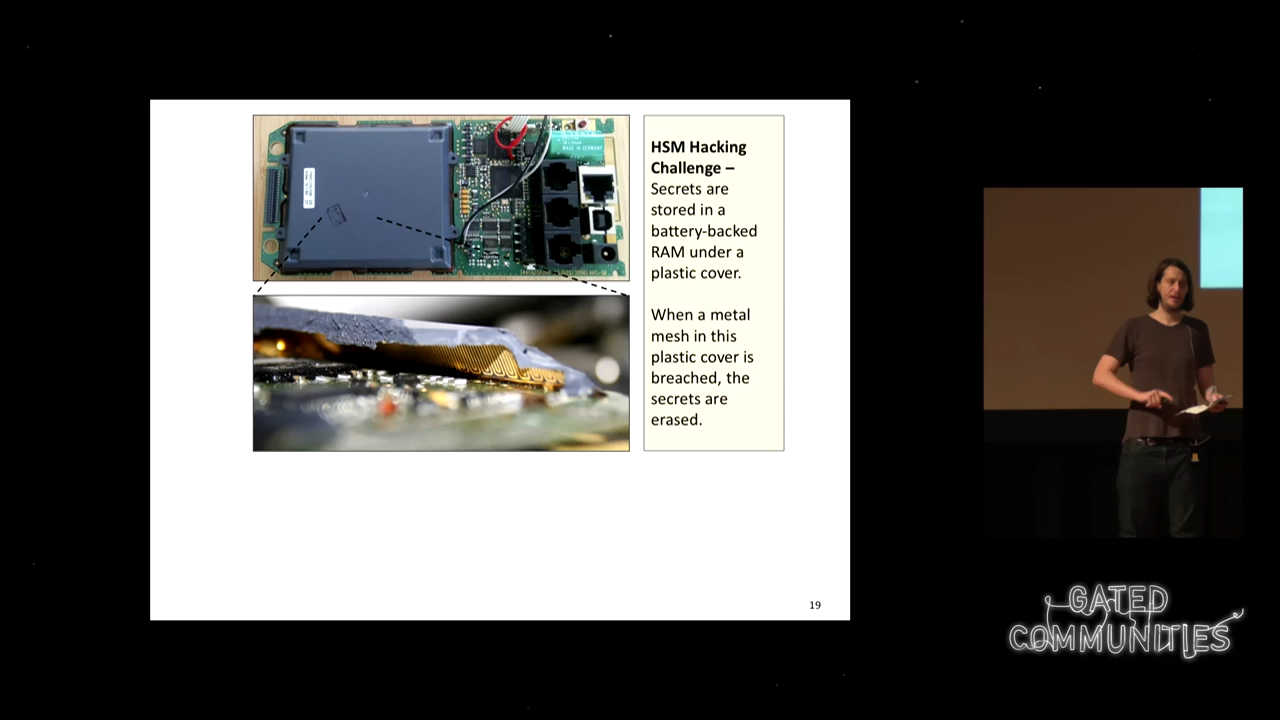 HSM Hacking
Challenge –
Secrets are
stored in a
battery-backed
RAM under a
plastic cover.
When a metal
mesh in this
plastic cover is
breached, the
secrets are
erased.
19
GATED
COMMUNITIES